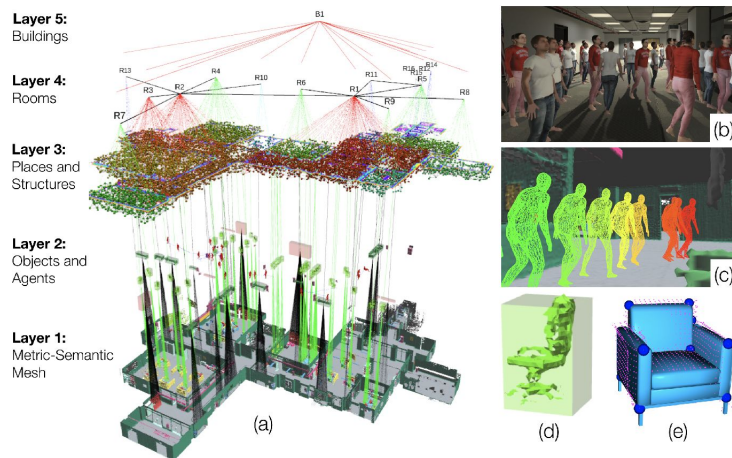 Layer 5:
Buildings
B1
Layer 4:
Rooms
R13
R3
R2
R4
R10
R6
R11
R1
R9
R16
R12
R14
R15
R5
R8
R7
Layer 3:
Places and
Structures
Layer 2:
Objects and
Agents
Layer 1:
Metric-Semantic
Mesh
(a)
(b)
(c)
(d)
(e)